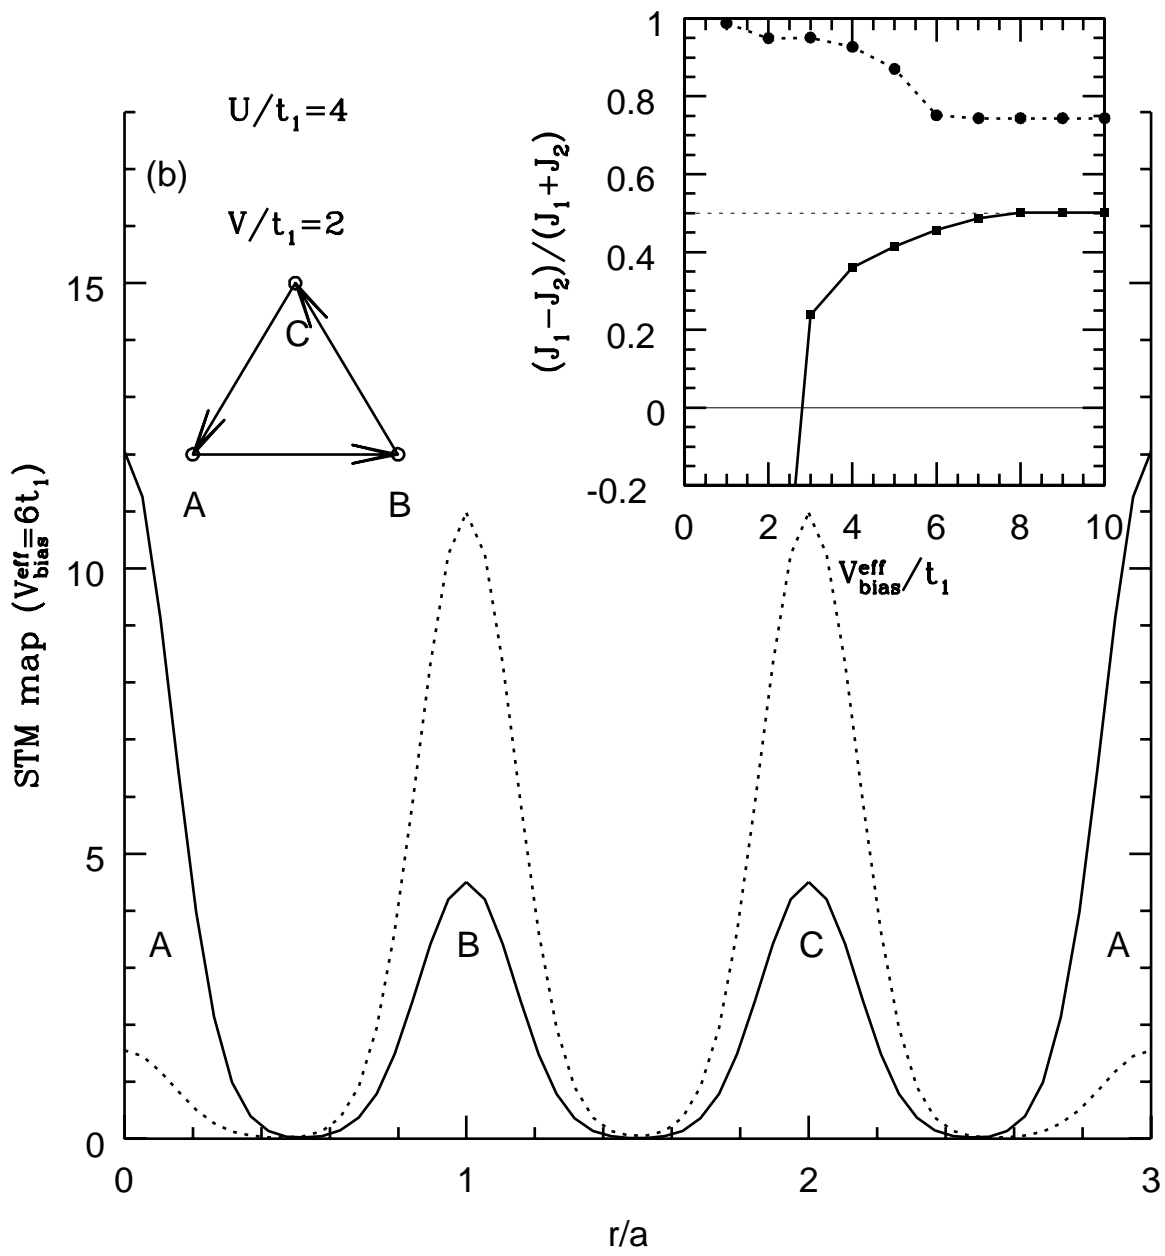 U/t₁=4
(b)
V/t₁=2
C
A
B
15
10
5
0
STM map (V^eff_bias=6t₁)
A
B
C
A
0
1
2
3
r/a
1
0.8
0.6
0.4
0.2
0
-0.2
(J₁−J₂)/(J₁+J₂)
0
2
4
6
8
10
V^eff_bias/t₁